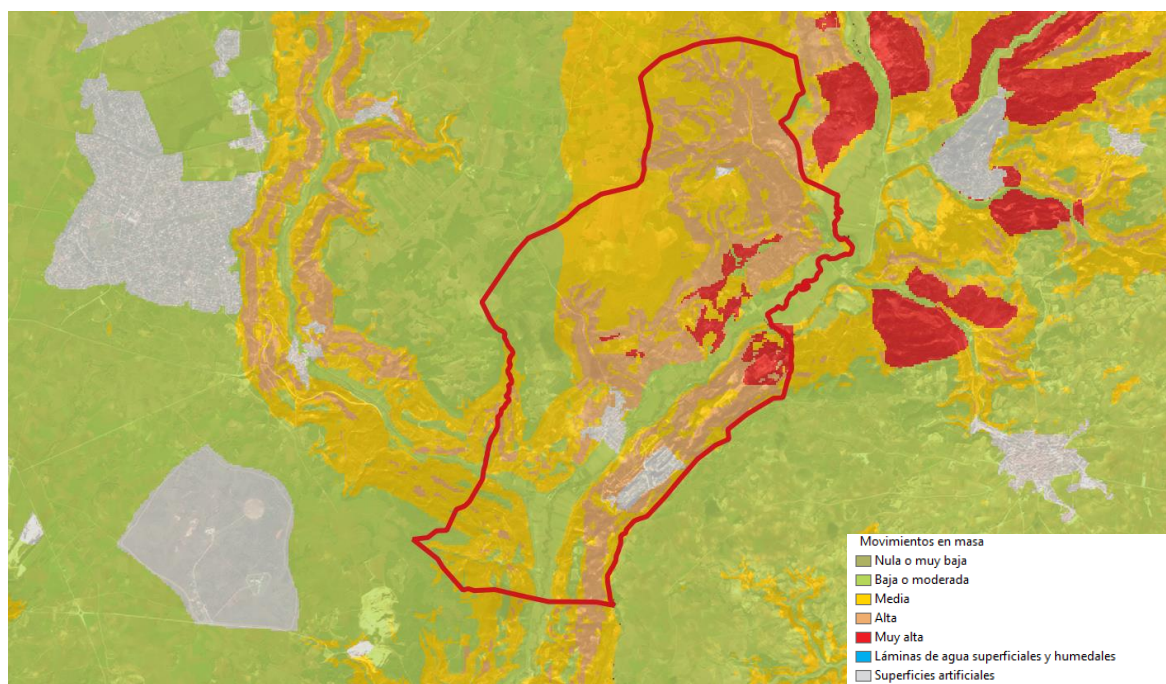 Movimientos en masa
Nula o muy baja
Baja o moderada
Media
Alta
Muy alta
Láminas de agua superficiales y humedales
Superficies artificiales